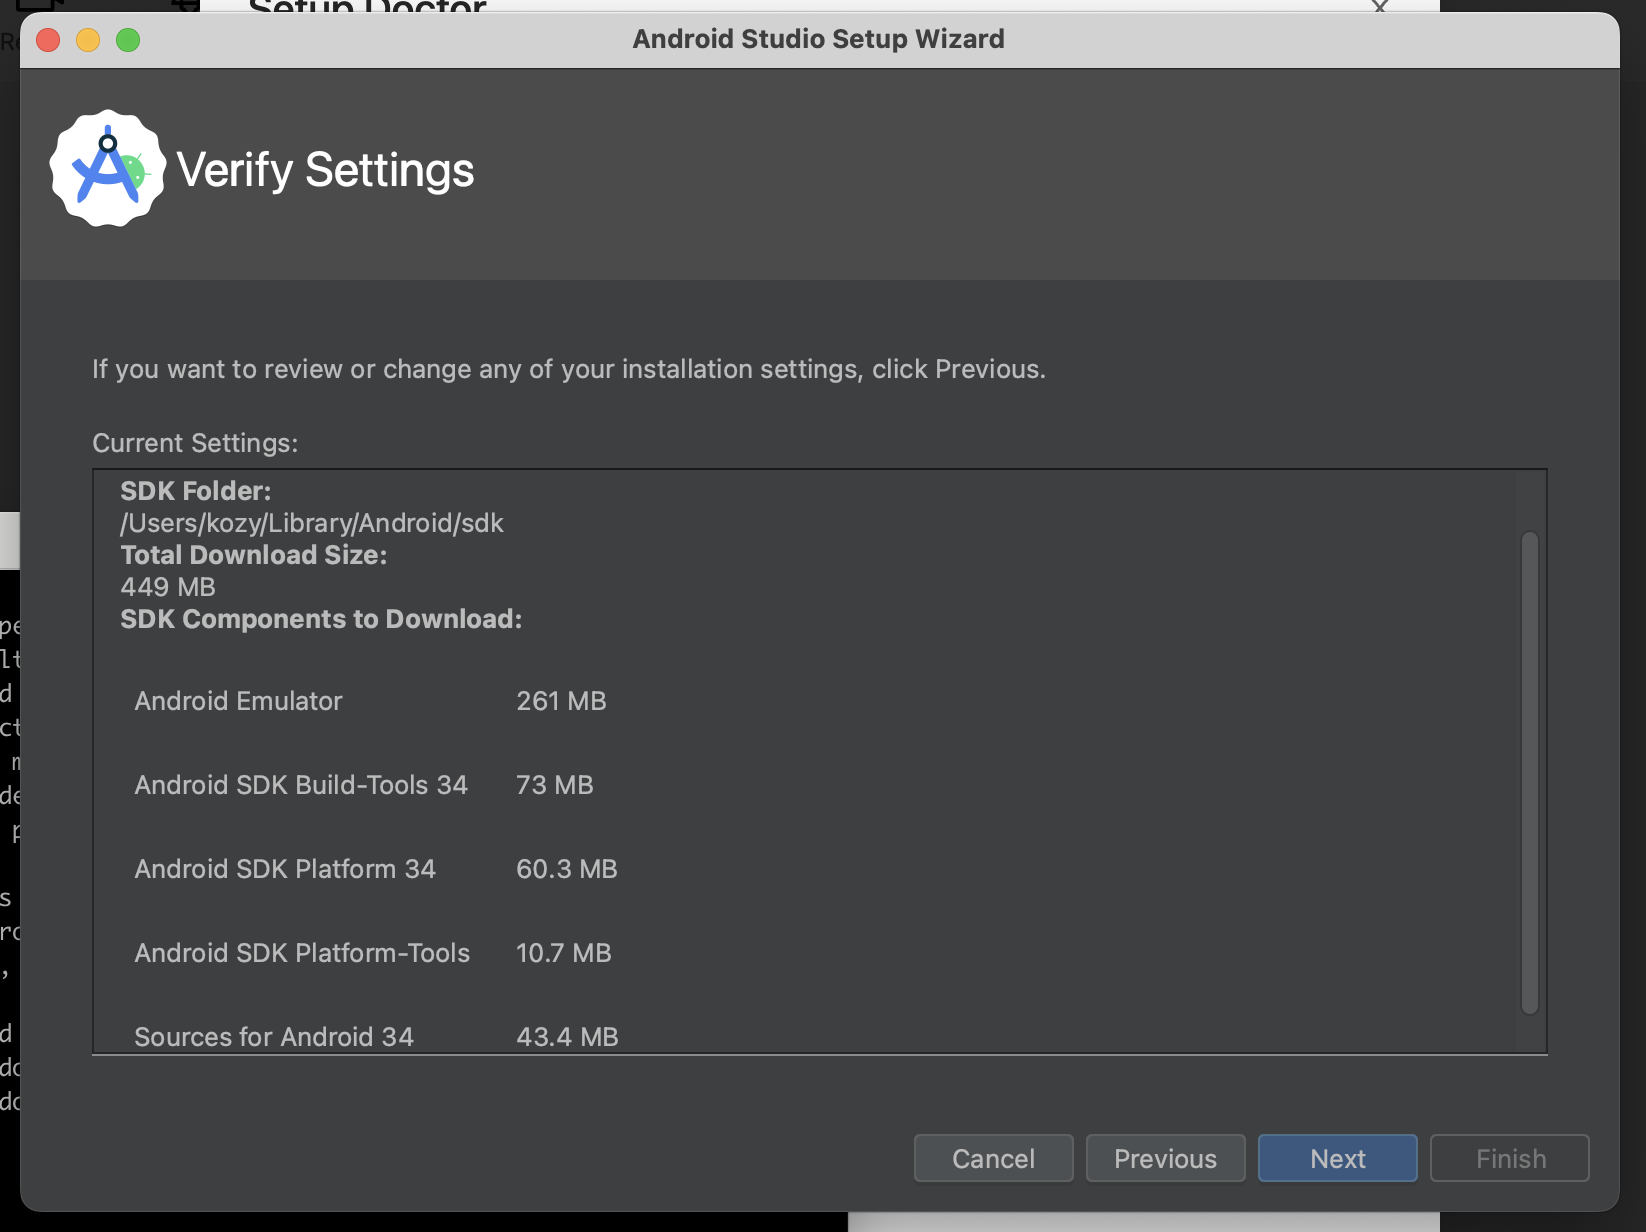 Setup Doctor
Android Studio Setup Wizard
Verify Settings
If you want to review or change any of your installation settings, click Previous.
Current Settings:
SDK Folder:
/Users/kozy/Library/Android/sdk
Total Download Size:
449 MB
SDK Components to Download:
Android Emulator 261 MB
Android SDK Build-Tools 34 73 MB
Android SDK Platform 34 60.3 MB
Android SDK Platform-Tools 10.7 MB
Sources for Android 34 43.4 MB
Cancel Previous Next Finish